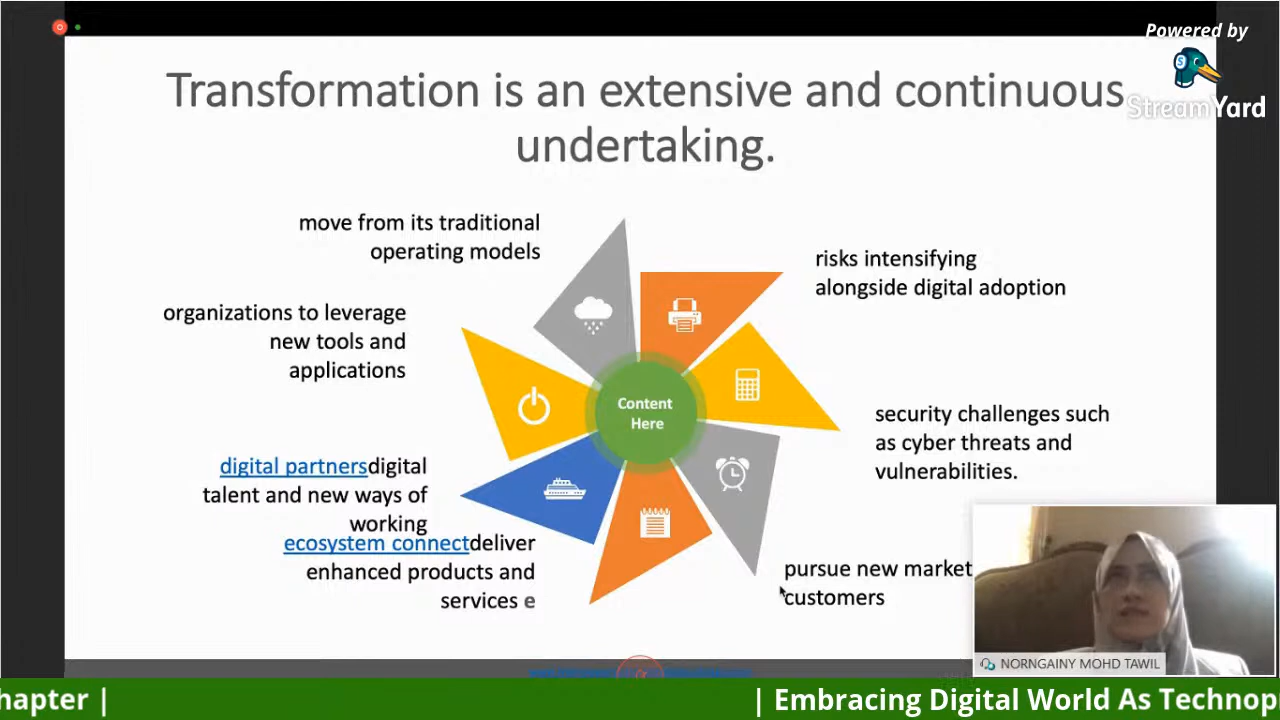 Powered by
StreamYard
Transformation is an extensive and continuous
undertaking.
move from its traditional
operating models
risks intensifying
alongside digital adoption
organizations to leverage
new tools and
applications
Content
Here
security challenges such
as cyber threats and
vulnerabilities.
digital partnersdigital
talent and new ways of
working
ecosystem connectdeliver
enhanced products and
services e
pursue new market
customers
NORNGAINY MOHD TAWIL
hapter | | Embracing Digital World As Technop